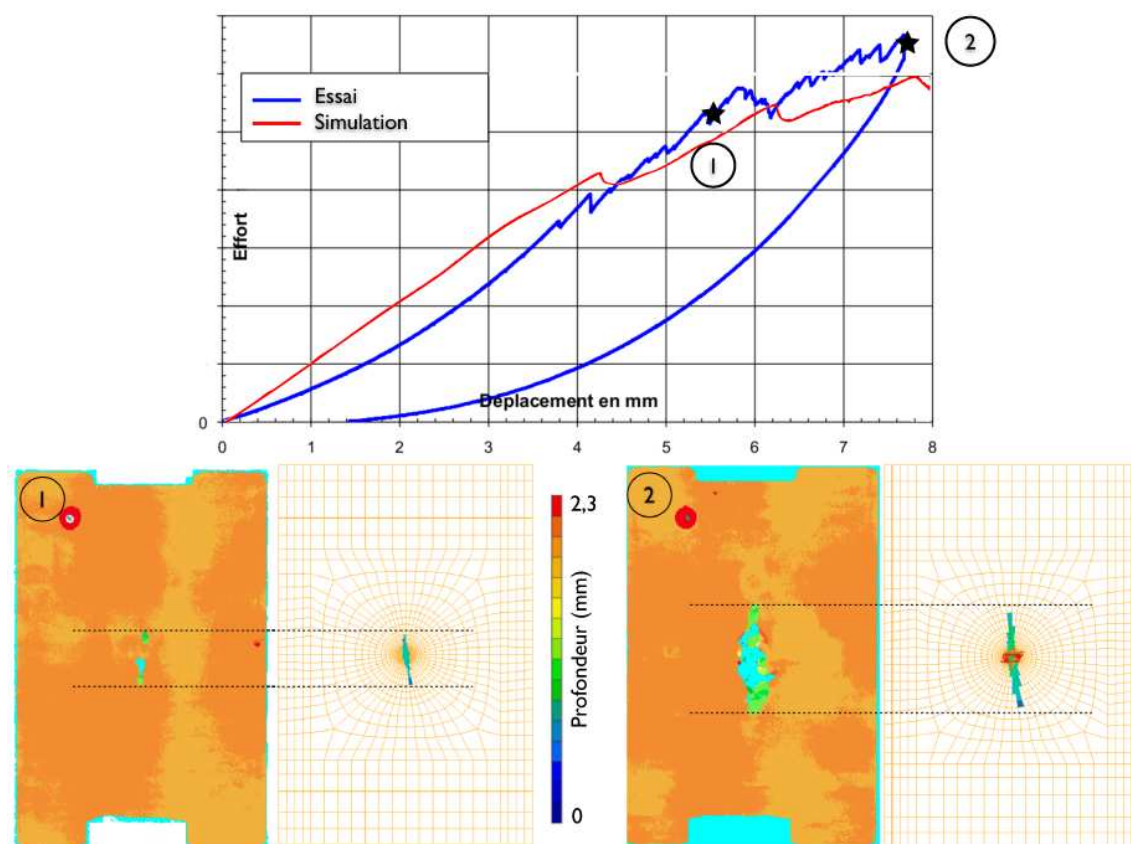 2
Essai
Simulation
1
Effort
Déplacement en mm
0
0 1 2 3 4 5 6 7 8
1
2,3
Profondeur (mm)
0
2